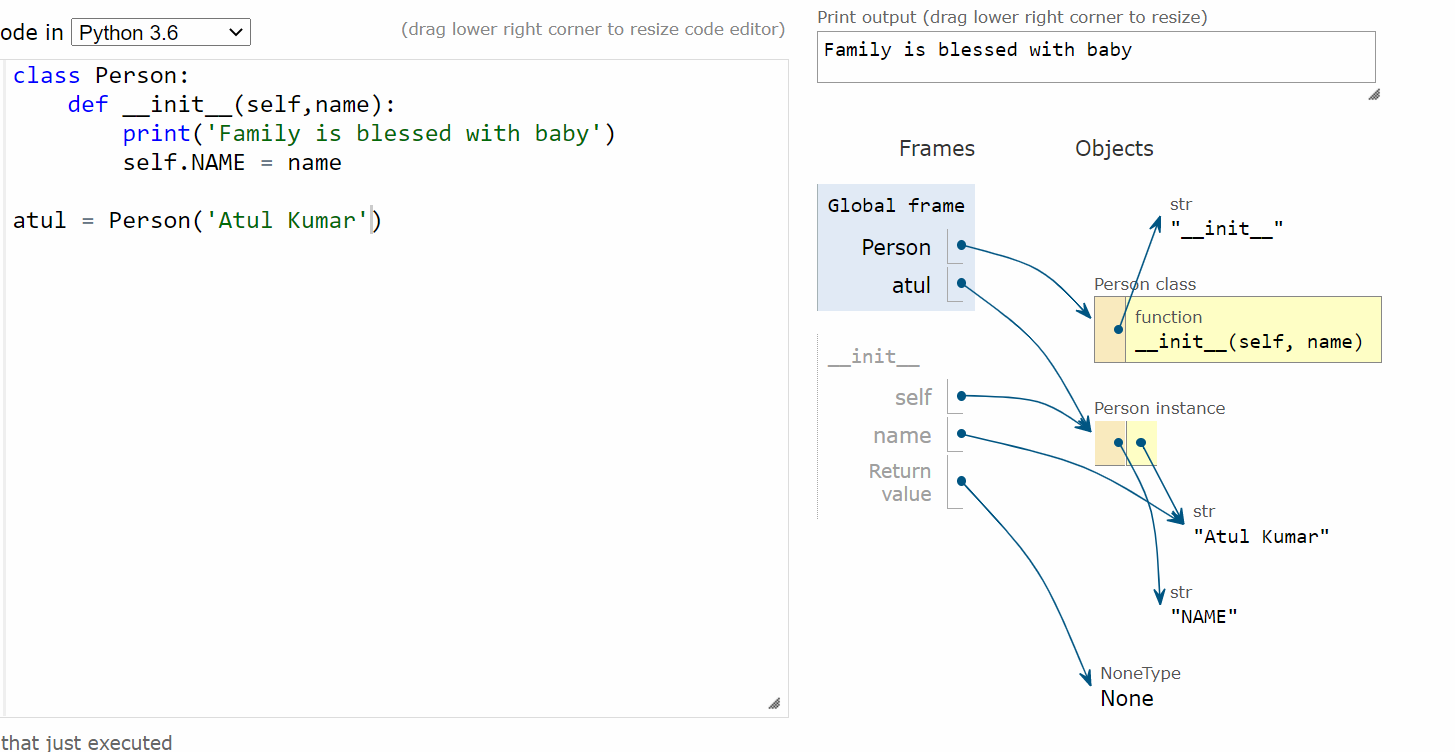 ode in Python 3.6
(drag lower right corner to resize code editor)
class Person:
    def __init__(self,name):
        print('Family is blessed with baby')
        self.NAME = name

atul = Person('Atul Kumar')
that just executed
Print output (drag lower right corner to resize)
Family is blessed with baby
Frames
Objects
Global frame
Person
atul
__init__
self
name
Return
value
str
"__init__"
Person class
function
__init__(self, name)
Person instance
str
"Atul Kumar"
str
"NAME"
NoneType
None